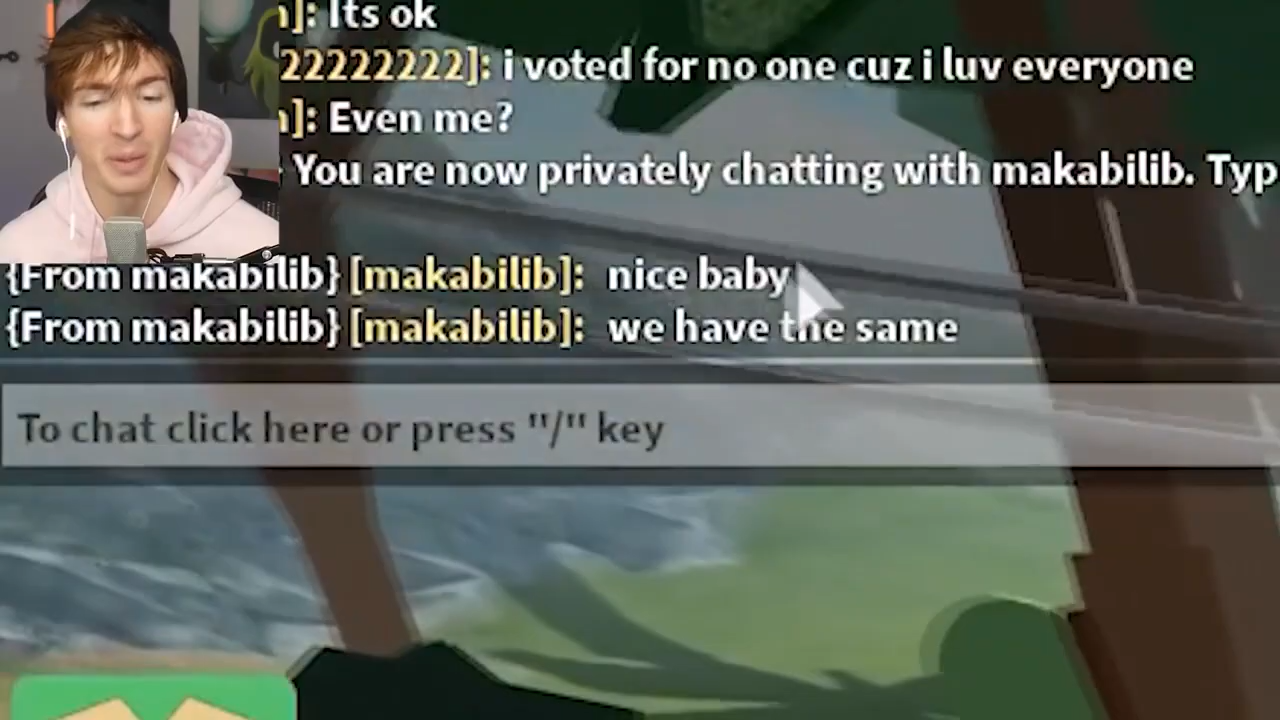 ]: Its ok
22222222]: i voted for no one cuz i luv everyone
]: Even me?
You are now privately chatting with makabilib. Typ
{From makabilib} [makabilib]: nice baby
{From makabilib} [makabilib]: we have the same
To chat click here or press "/" key